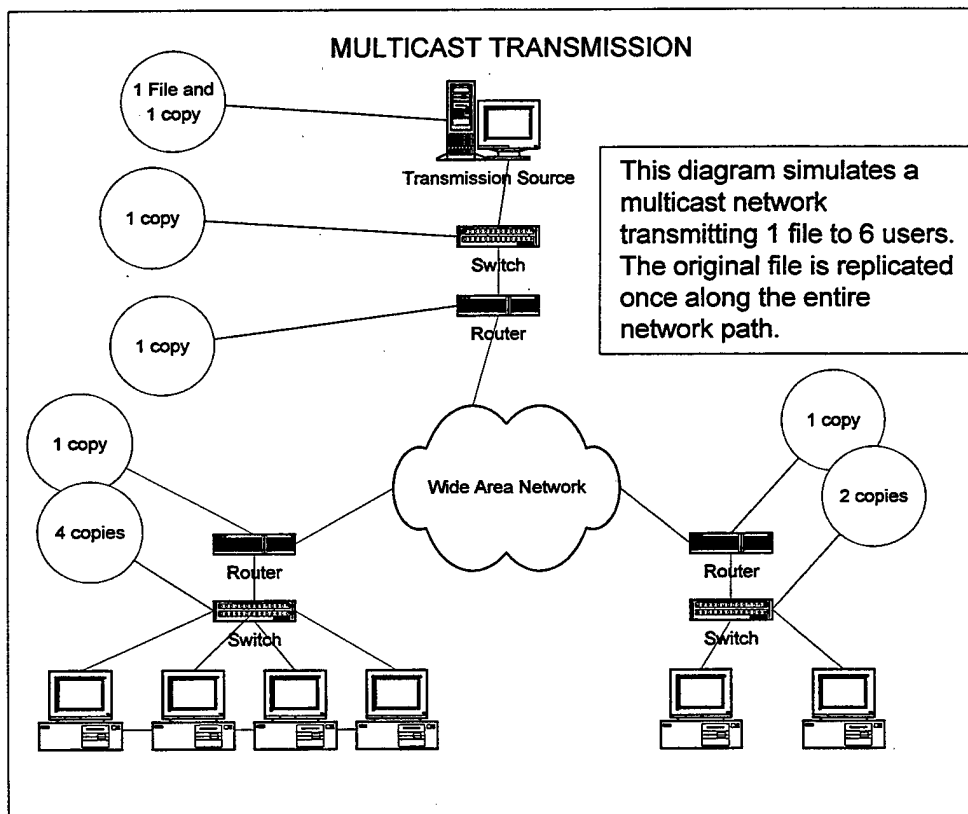 MULTICAST TRANSMISSION
1 File and
1 copy
Transmission Source
This diagram simulates a
multicast network
transmitting 1 file to 6 users.
The original file is replicated
once along the entire
network path.
1 copy
Switch
1 copy
Router
1 copy
4 copies
Wide Area Network
1 copy
2 copies
Router
Switch
Router
Switch